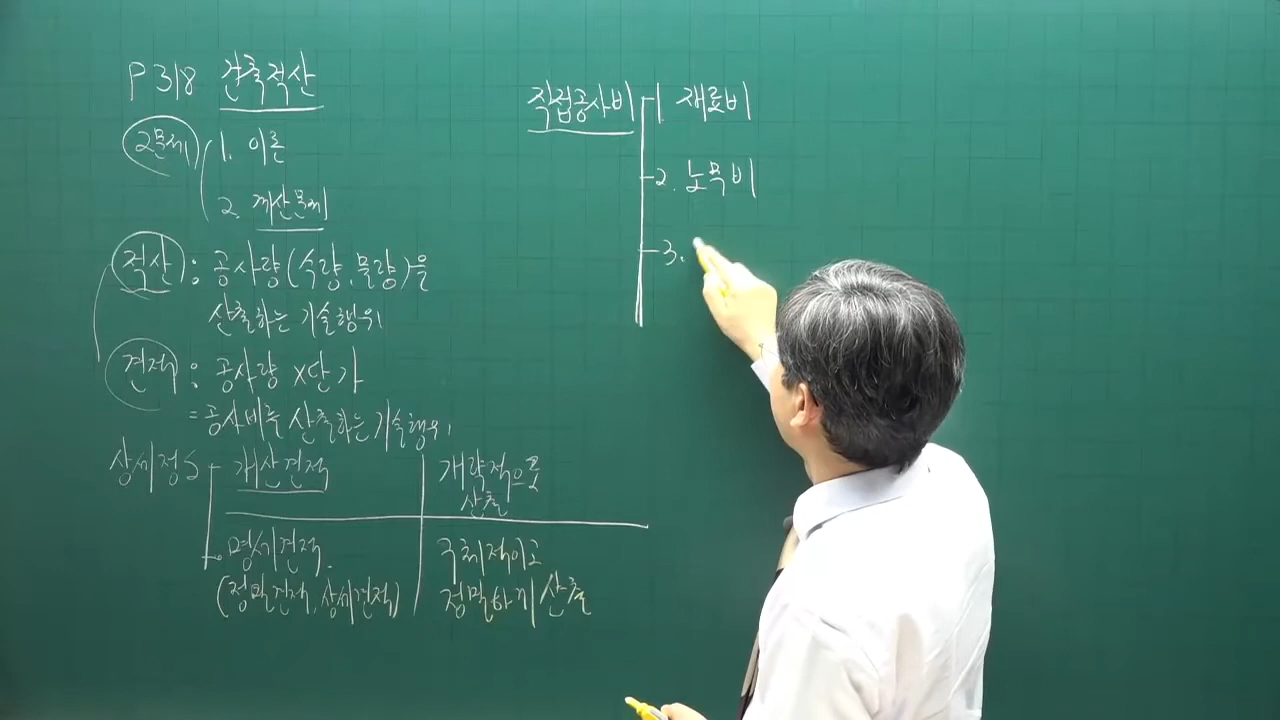 P 318 건축적산
2문제
1. 이론
2. 계산문제
적산 : 공사량(수량, 물량)을
산출하는 기술행위
견적 : 공사량 X단가
= 공사비를 산출하는 기술행위
개산견적
개략적으로
산출
명세견적.
(정밀견적, 상세견적)
구체적이고
정밀하게 산출
직접공사비
1. 재료비
2. 노무비
3.